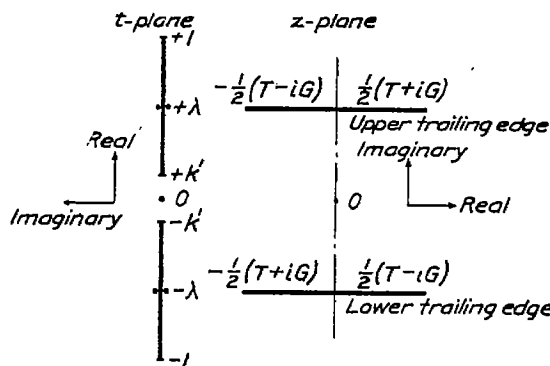 t-plane
z-plane
+1
-½(T-iG)
½(T+iG)
+λ
Upper trailing edge
Real
Imaginary
+k'
0
0
Imaginary
-k'
Real
-½(T+iG)
½(T-iG)
-λ
Lower trailing edge
-1